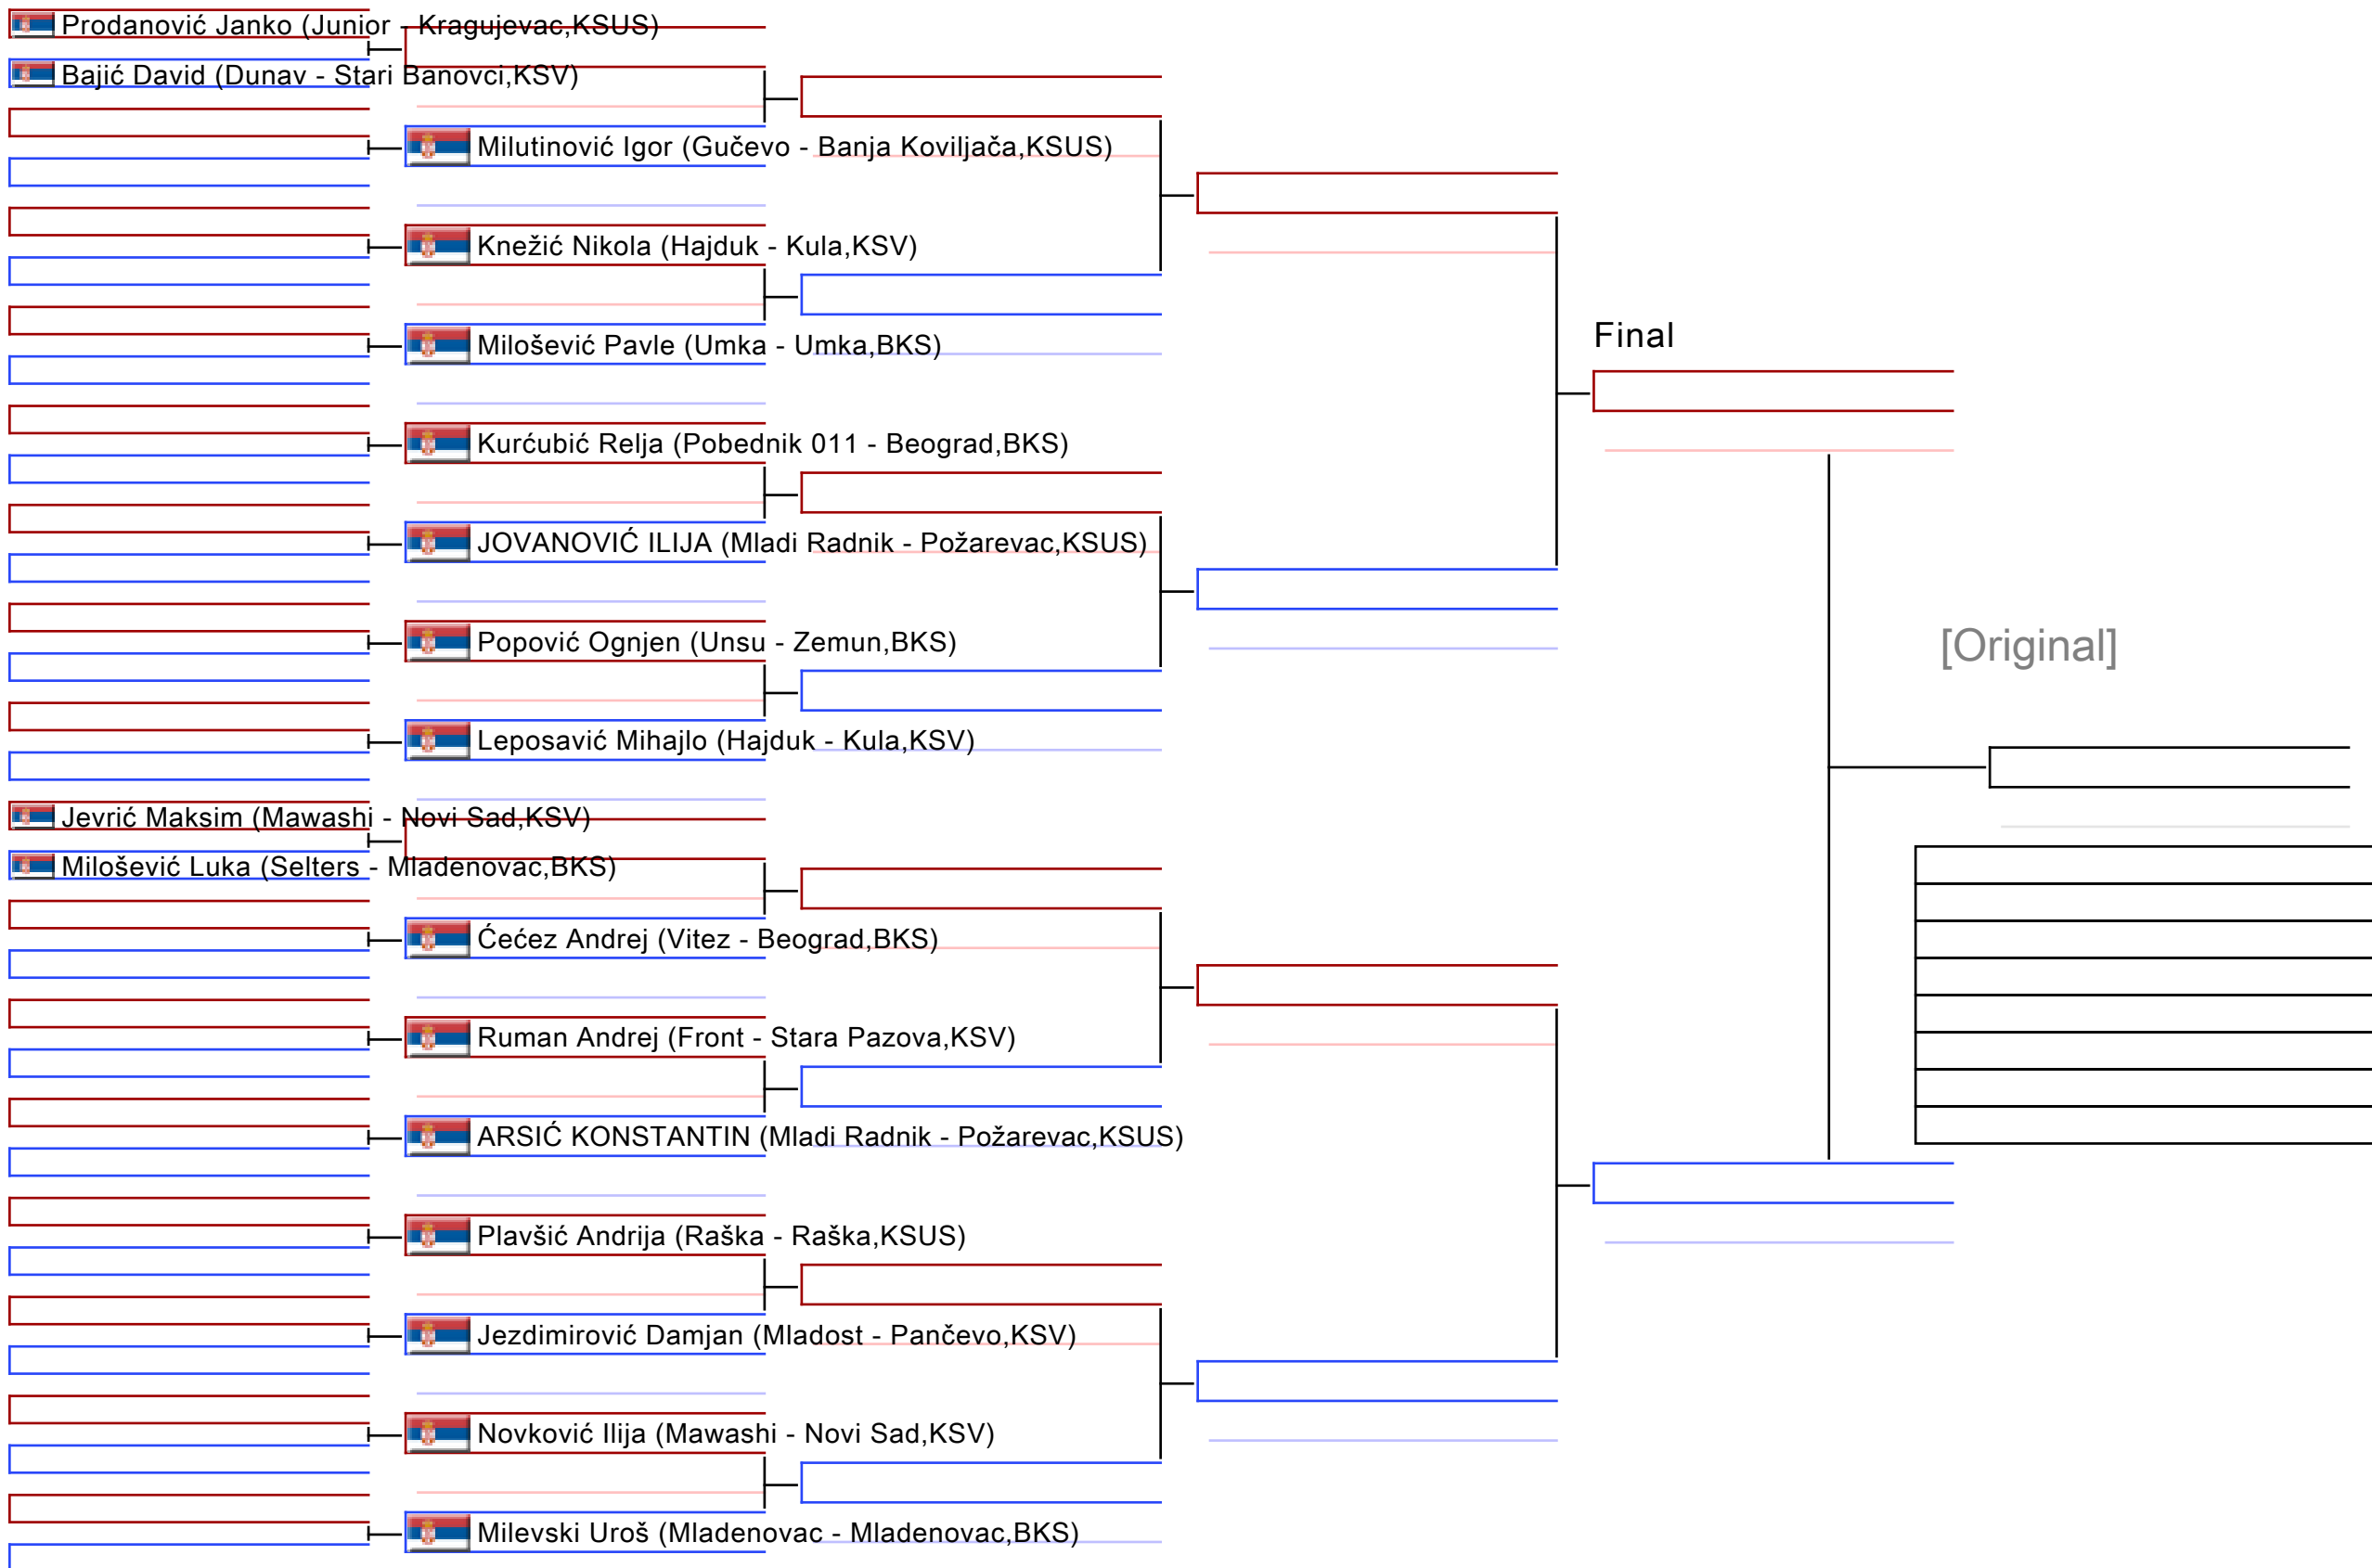 Prodanović Janko (Junior - Kragujevac,KSUS)
Bajić David (Dunav - Stari Banovci,KSV)
Milutinović Igor (Gučevo - Banja Koviljača,KSUS)
Knežić Nikola (Hajduk - Kula,KSV)
Milošević Pavle (Umka - Umka,BKS)
Kurćubić Relja (Pobednik 011 - Beograd,BKS)
JOVANOVIĆ ILIJA (Mladi Radnik - Požarevac,KSUS)
Popović Ognjen (Unsu - Zemun,BKS)
Leposavić Mihajlo (Hajduk - Kula,KSV)
Jevrić Maksim (Mawashi - Novi Sad,KSV)
Milošević Luka (Selters - Mladenovac,BKS)
Ćećez Andrej (Vitez - Beograd,BKS)
Ruman Andrej (Front - Stara Pazova,KSV)
ARSIĆ KONSTANTIN (Mladi Radnik - Požarevac,KSUS)
Plavšić Andrija (Raška - Raška,KSUS)
Jezdimirović Damjan (Mladost - Pančevo,KSV)
Novković Ilija (Mawashi - Novi Sad,KSV)
Milevski Uroš (Mladenovac - Mladenovac,BKS)
Final
[Original]